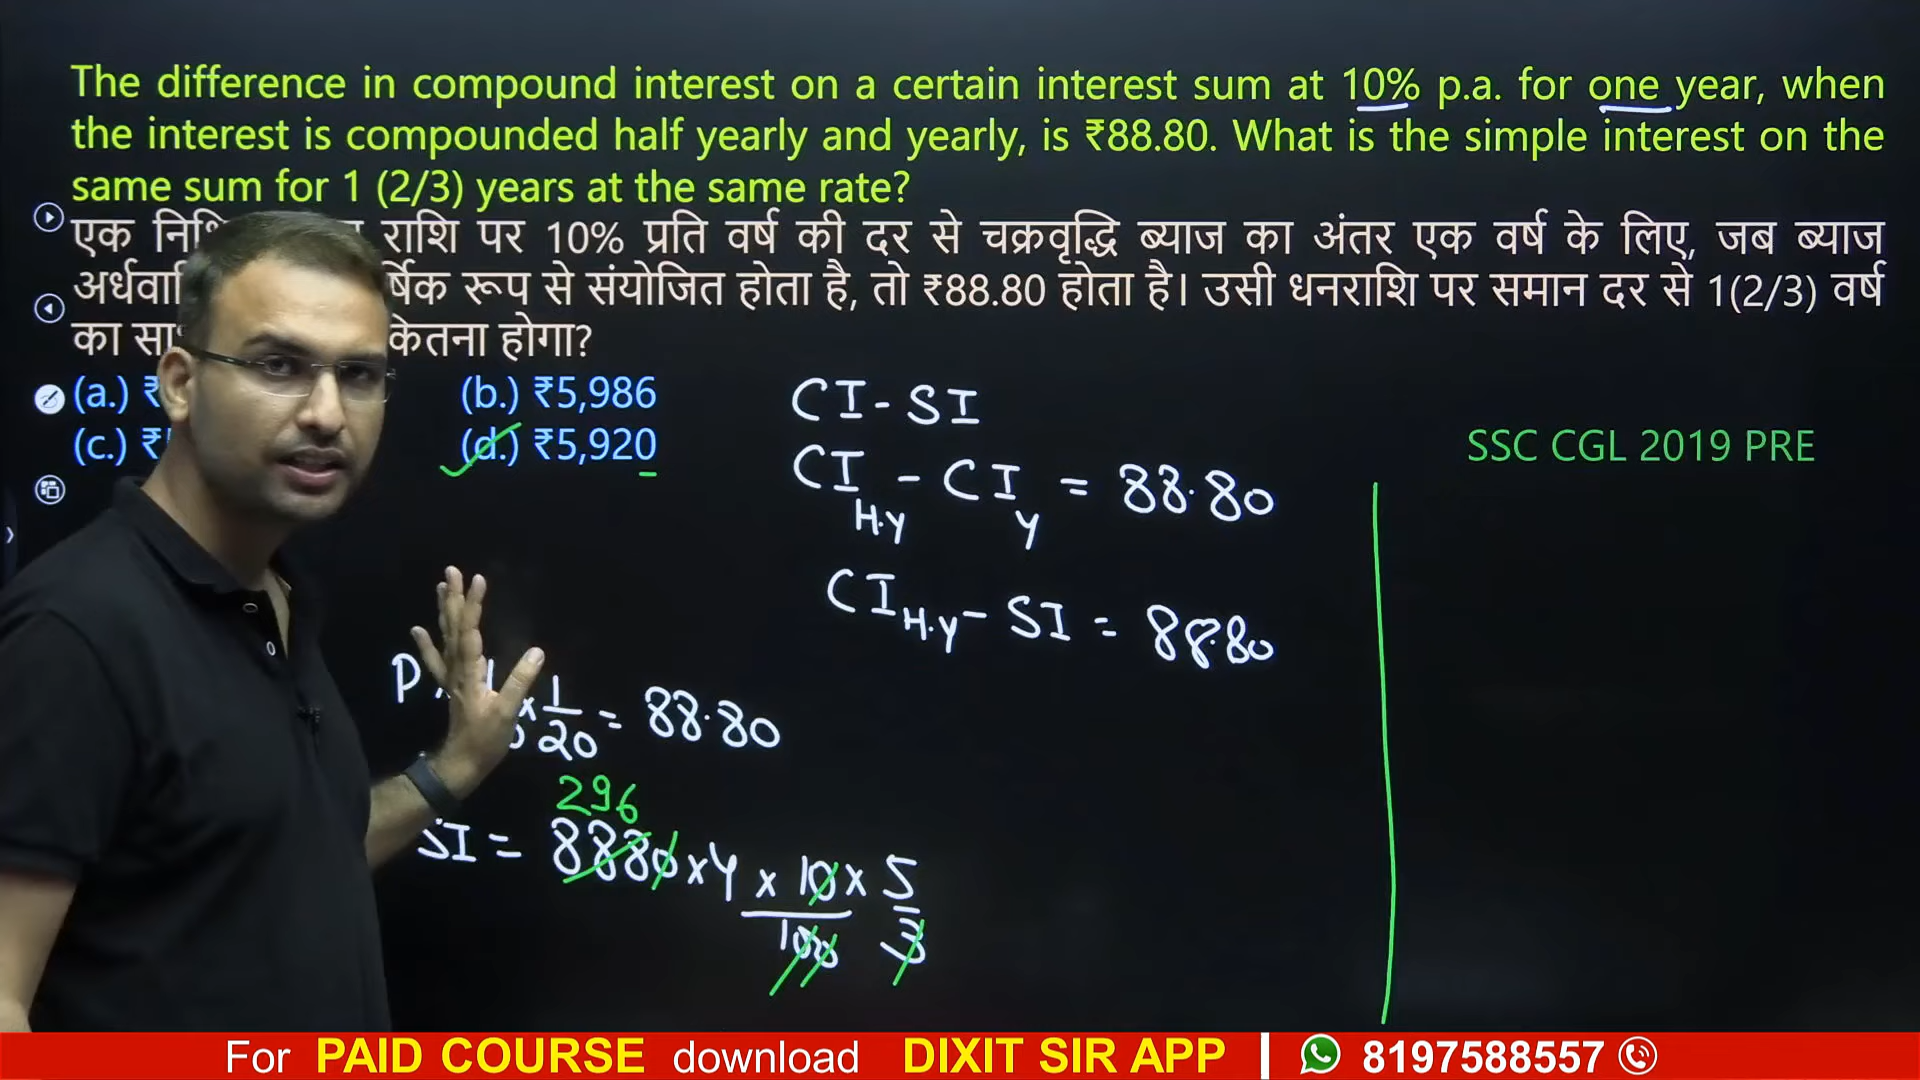 The difference in compound interest on a certain interest sum at 10% p.a. for one year, when
the interest is compounded half yearly and yearly, is ₹88.80. What is the simple interest on the
same sum for 1 (2/3) years at the same rate?
एक राशि पर 10% प्रति वर्ष की दर से चक्रवृद्धि ब्याज का अंतर एक वर्ष के लिए, जब ब्याज
रूप से संयोजित होता है, तो ₹88.80 होता है। उसी धनराशि पर समान दर से 1(2/3) वर्ष
का होगा?
(a.) ₹ (b.) ₹5,986
(c.) ₹ (d.) ₹5,920
SSC CGL 2019 PRE
CI - SI
CI H.Y - CI Y = 88.80
CI H.Y - SI = 88.80
P × 1/20 = 88.80
296
SI = 8880 × 4 × 10/100 × 5/3
For PAID COURSE download DIXIT SIR APP | 8197588557